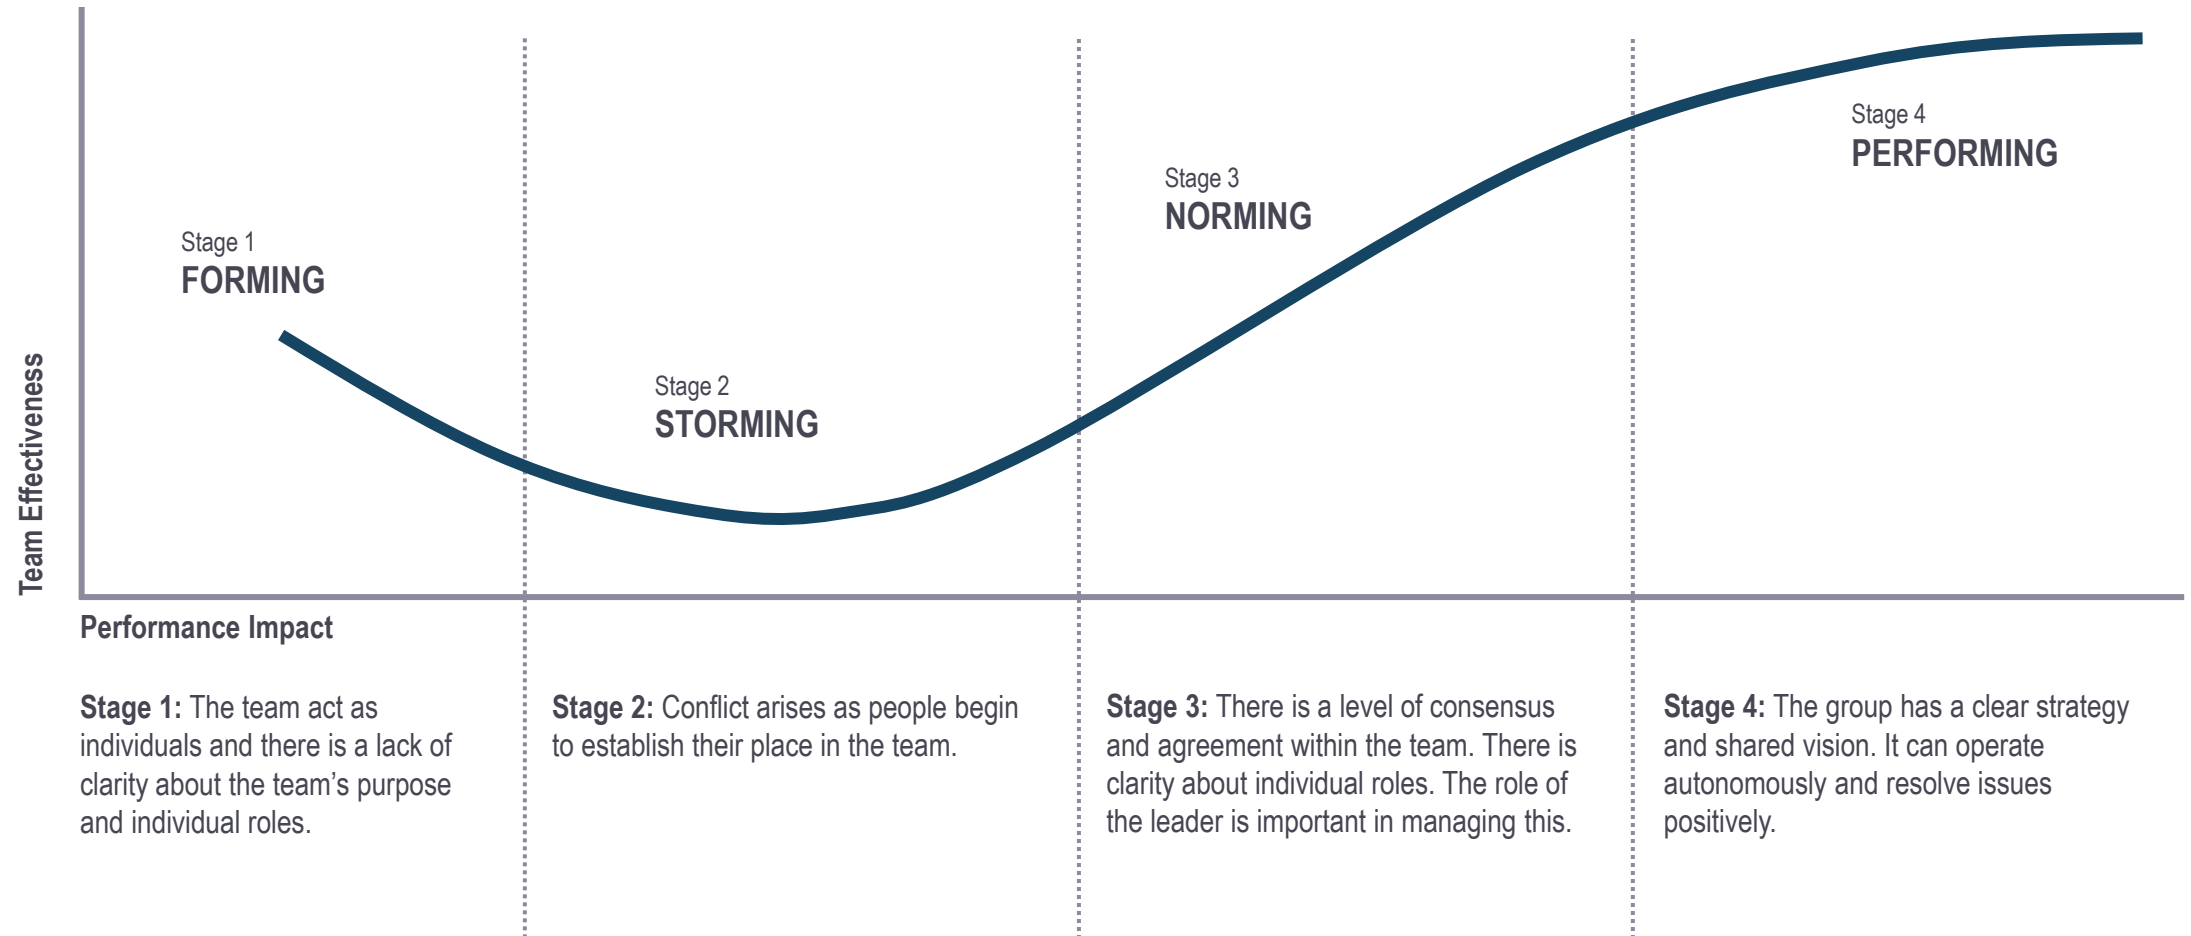 Stage 1
FORMING
Stage 2
STORMING
Stage 3
NORMING
Stage 4
PERFORMING
Team Effectiveness
Performance Impact
Stage 1: The team act as
individuals and there is a lack of
clarity about the team’s purpose
and individual roles.
Stage 2: Conflict arises as people begin
to establish their place in the team.
Stage 3: There is a level of consensus
and agreement within the team. There is
clarity about individual roles. The role of
the leader is important in managing this.
Stage 4: The group has a clear strategy
and shared vision. It can operate
autonomously and resolve issues
positively.